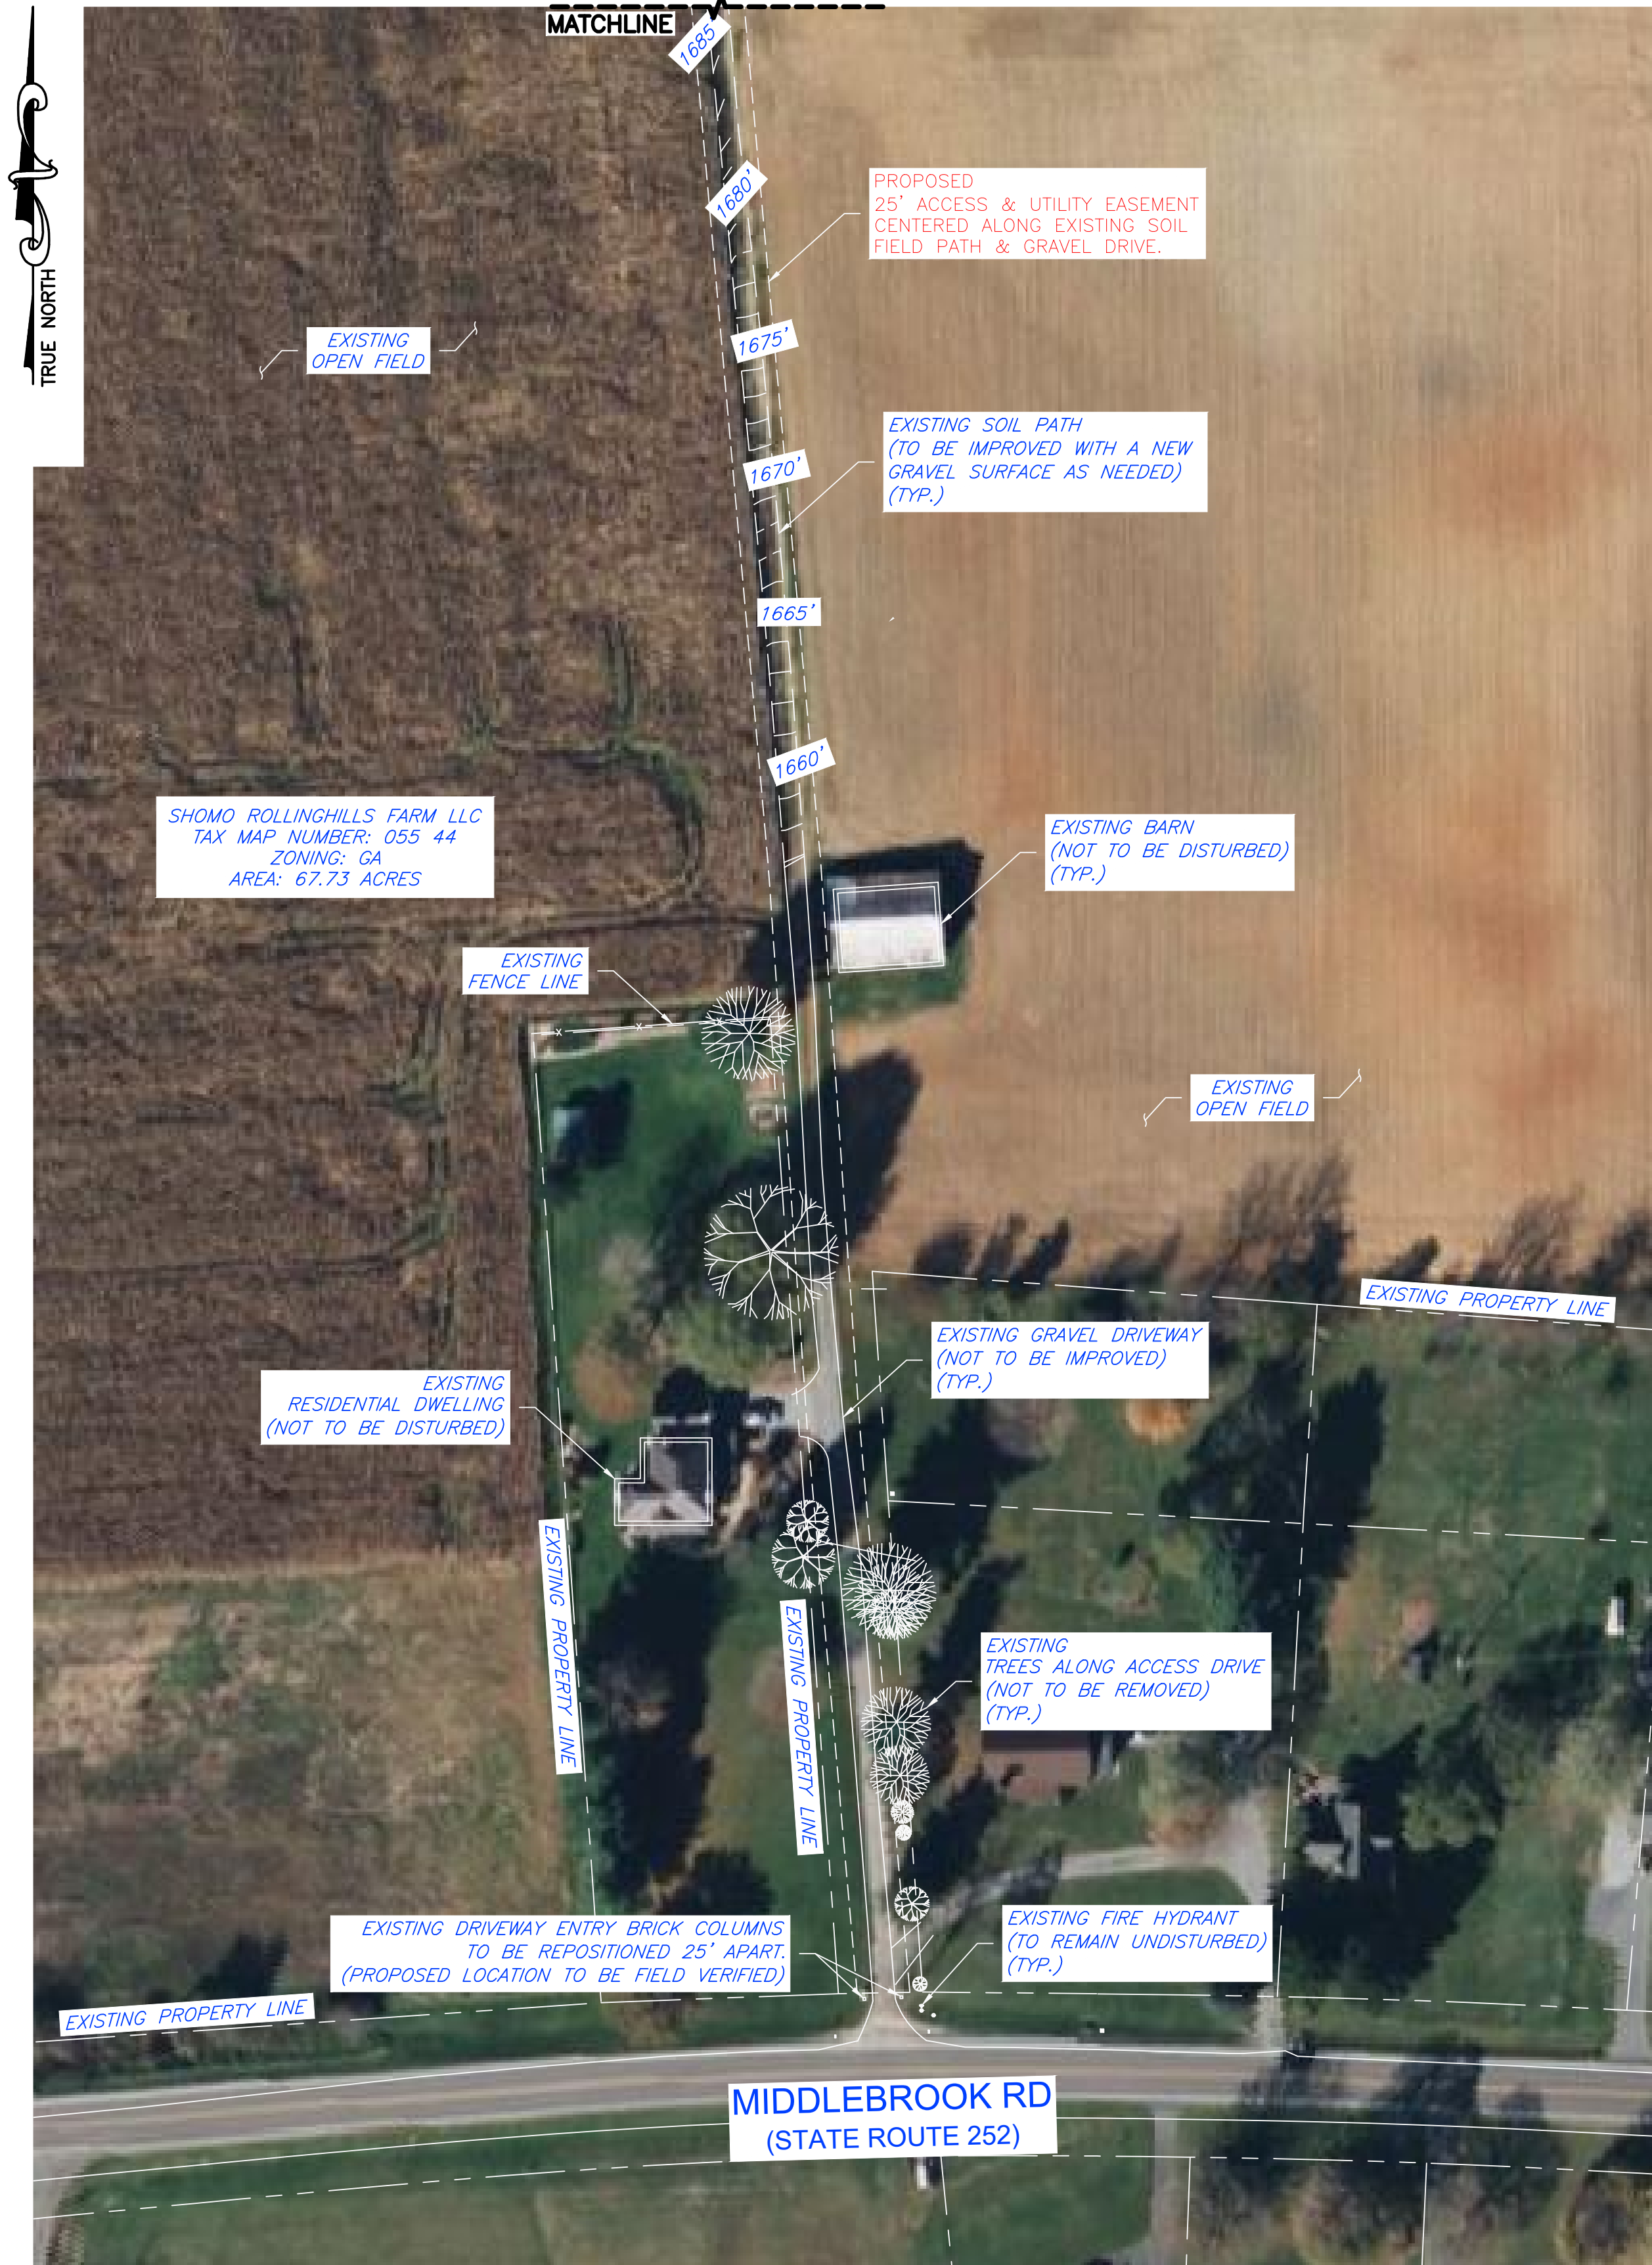 MATCHLINE
1685'
TRUE NORTH
1680'
PROPOSED
25' ACCESS & UTILITY EASEMENT
CENTERED ALONG EXISTING SOIL
FIELD PATH & GRAVEL DRIVE.
EXISTING
OPEN FIELD
1675'
EXISTING SOIL PATH
(TO BE IMPROVED WITH A NEW
GRAVEL SURFACE AS NEEDED)
(TYP.)
1670'
1665'
1660'
SHOMO ROLLINGHILLS FARM LLC
TAX MAP NUMBER: 055 44
ZONING: GA
AREA: 67.73 ACRES
EXISTING BARN
(NOT TO BE DISTURBED)
(TYP.)
EXISTING
FENCE LINE
EXISTING
OPEN FIELD
EXISTING PROPERTY LINE
EXISTING GRAVEL DRIVEWAY
(NOT TO BE IMPROVED)
(TYP.)
EXISTING
RESIDENTIAL DWELLING
(NOT TO BE DISTURBED)
EXISTING PROPERTY LINE
EXISTING PROPERTY LINE
EXISTING
TREES ALONG ACCESS DRIVE
(NOT TO BE REMOVED)
(TYP.)
EXISTING DRIVEWAY ENTRY BRICK COLUMNS
TO BE REPOSITIONED 25' APART.
(PROPOSED LOCATION TO BE FIELD VERIFIED)
EXISTING FIRE HYDRANT
(TO REMAIN UNDISTURBED)
(TYP.)
EXISTING PROPERTY LINE
MIDDLEBROOK RD
(STATE ROUTE 252)